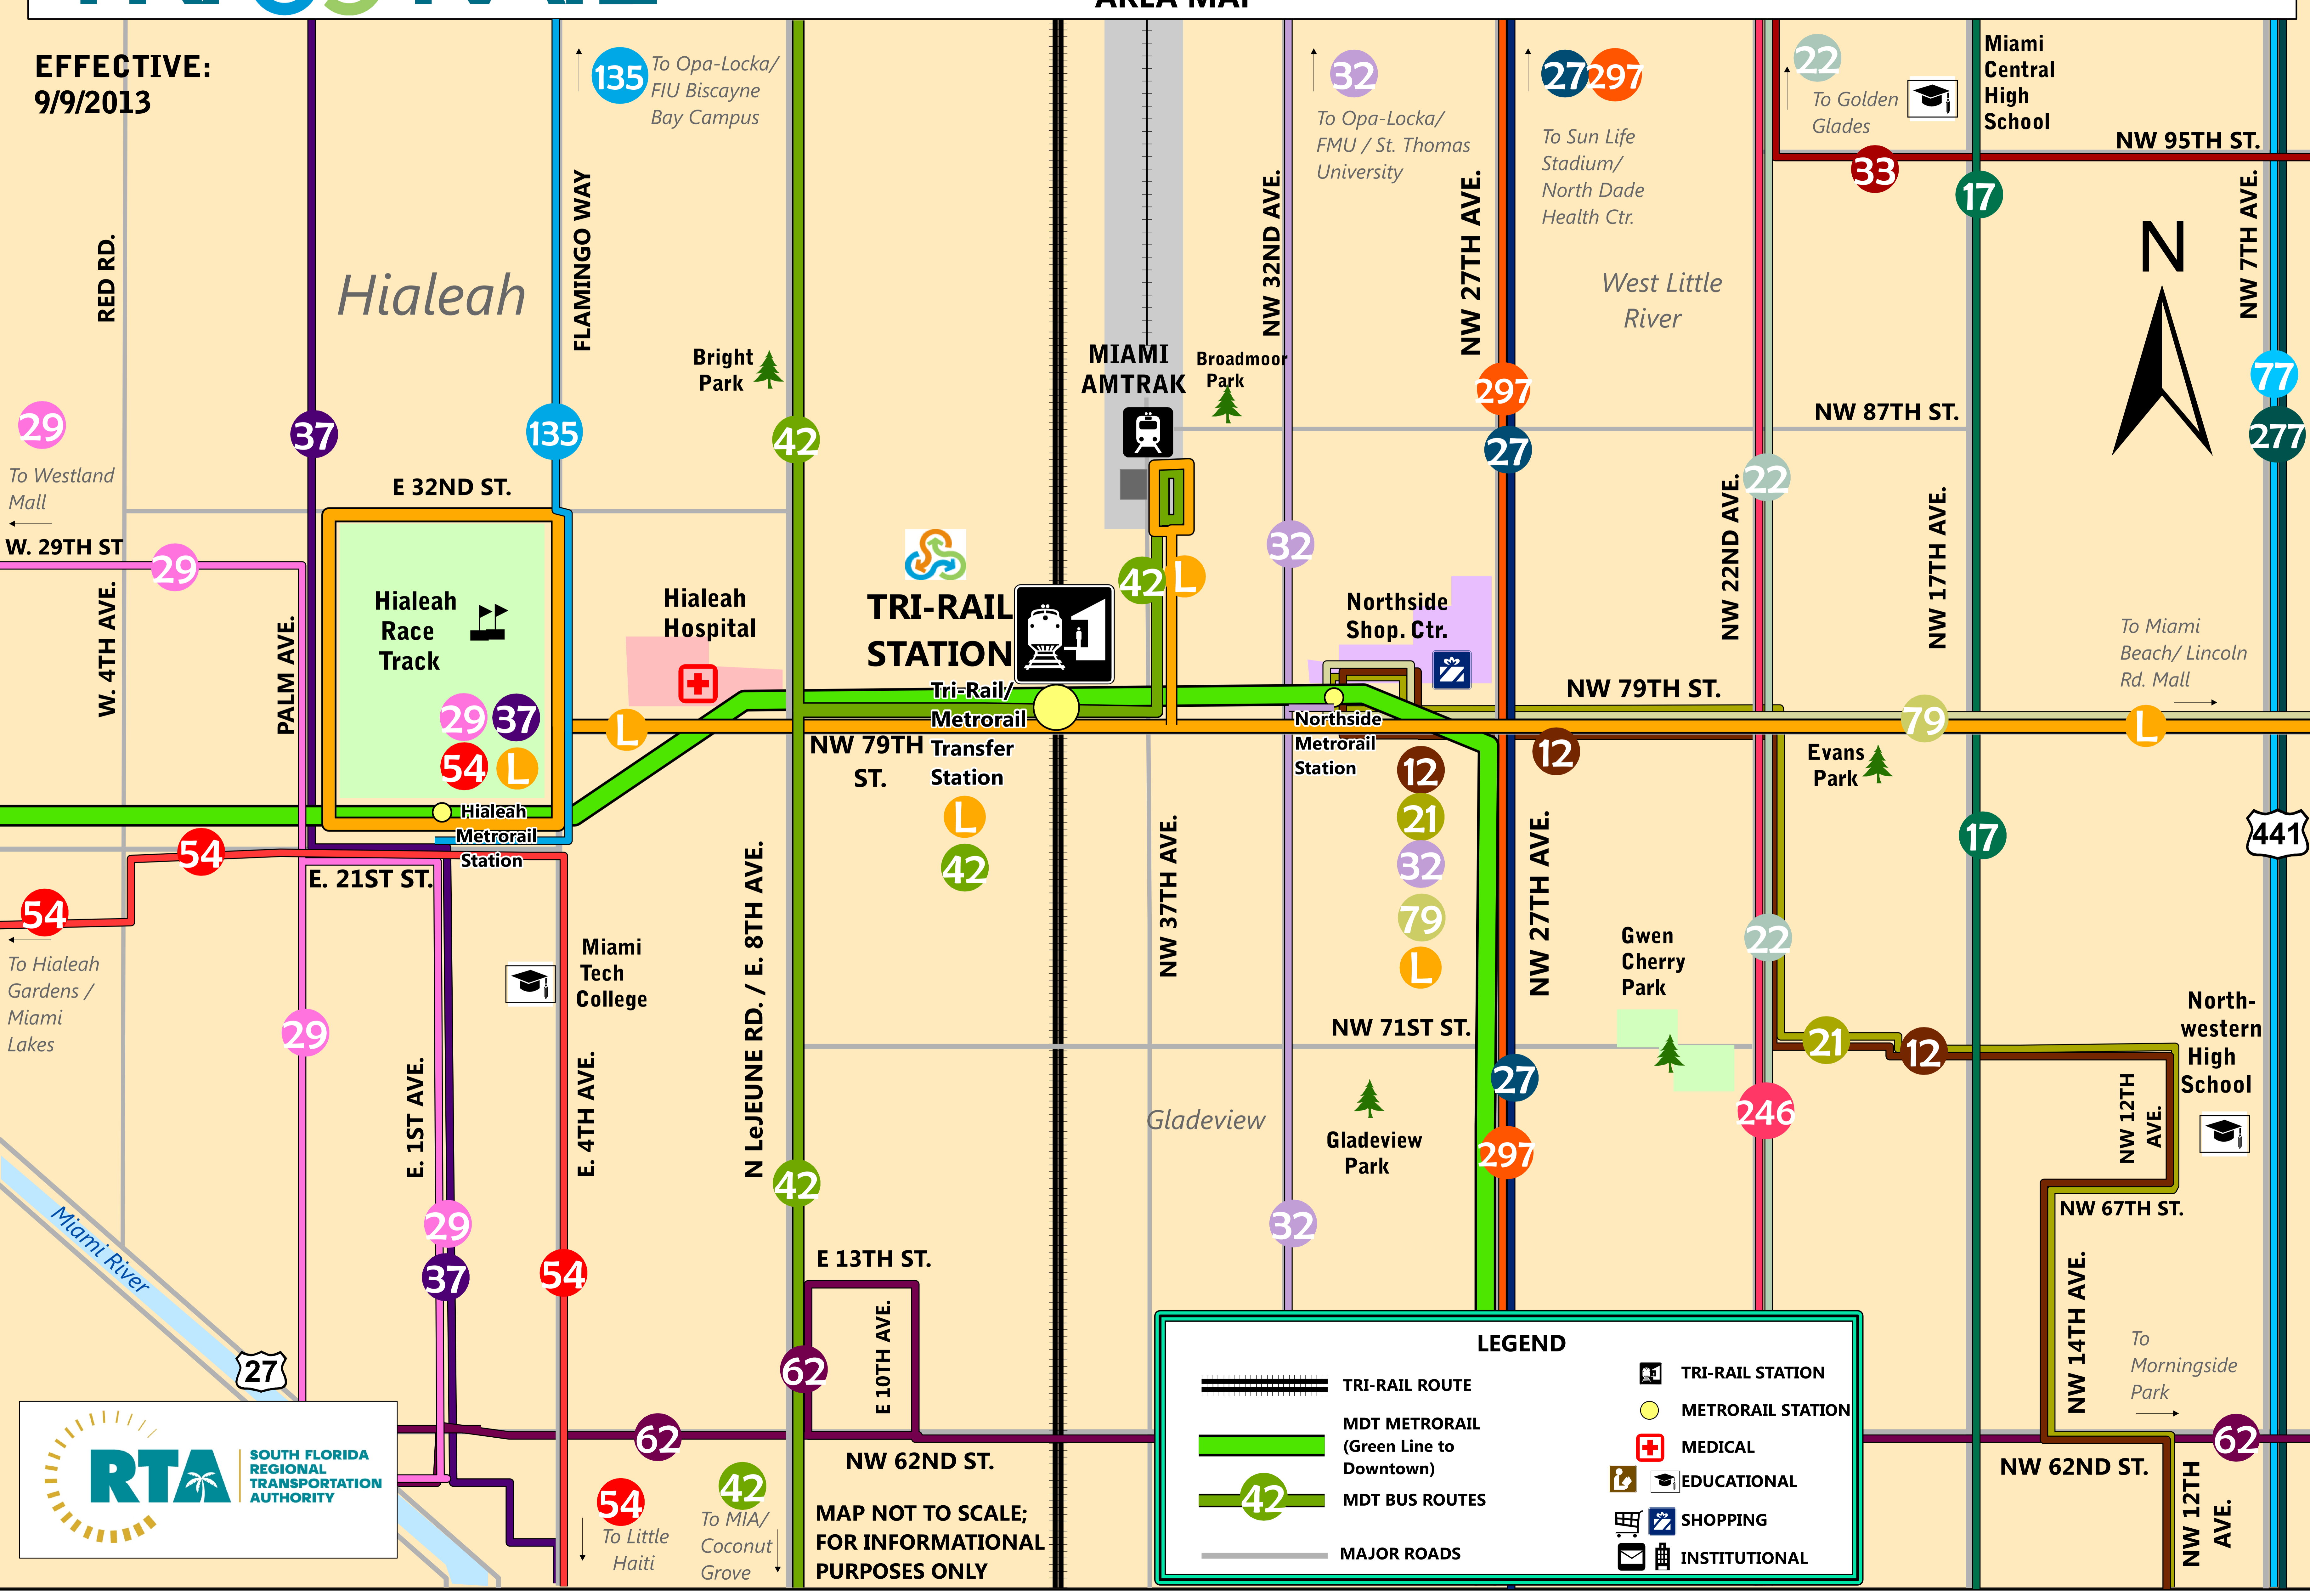 TRI RAIL
AREA MAP
EFFECTIVE:
9/9/2013
135
To Opa-Locka/
FIU Biscayne
Bay Campus
32
To Opa-Locka/
FMU / St. Thomas
University
27
297
To Sun Life
Stadium/
North Dade
Health Ctr.
22
To Golden
Glades
Miami
Central
High
School
NW 95TH ST.
33
17
RED RD.
FLAMINGO WAY
NW 32ND AVE.
NW 27TH AVE.
NW 7TH AVE.
N
Hialeah
West Little
River
Bright
Park
MIAMI
AMTRAK
Broadmoor
Park
297
27
77
277
NW 87TH ST.
29
To Westland
Mall
37
135
42
E 32ND ST.
22
NW 22ND AVE.
NW 17TH AVE.
W. 29TH ST
29
32
42
L
W. 4TH AVE.
PALM AVE.
Hialeah
Race
Track
29
37
54
L
Hialeah
Hospital
TRI-RAIL
STATION
Tri-Rail/
Metrorail
Transfer
Station
L
42
Northside
Shop. Ctr.
NW 79TH ST.
To Miami
Beach/ Lincoln
Rd. Mall
79
L
L
NW 79TH
ST.
Northside
Metrorail
Station
12
21
32
79
L
12
Evans
Park
Hialeah
Metrorail
Station
54
E. 21ST ST.
54
To Hialeah
Gardens /
Miami
Lakes
NW 37TH AVE.
NW 27TH AVE.
17
441
N LeJEUNE RD. / E. 8TH AVE.
Miami
Tech
College
22
Gwen
Cherry
Park
NW 71ST ST.
29
21
12
North-
western
High
School
E. 1ST AVE.
E. 4TH AVE.
27
297
246
NW 12TH
AVE.
Gladeview
Gladeview
Park
42
29
37
54
32
NW 67TH ST.
Miami River
E 13TH ST.
E 10TH AVE.
62
NW 14TH AVE.
To
Morningside
Park
27
62
NW 62ND ST.
NW 62ND ST.
62
NW 12TH
AVE.
RTA
SOUTH FLORIDA
REGIONAL
TRANSPORTATION
AUTHORITY
54
To Little
Haiti
42
To MIA/
Coconut
Grove
MAP NOT TO SCALE;
FOR INFORMATIONAL
PURPOSES ONLY
LEGEND
TRI-RAIL ROUTE
MDT METRORAIL
(Green Line to
Downtown)
42
MDT BUS ROUTES
MAJOR ROADS
TRI-RAIL STATION
METRORAIL STATION
MEDICAL
EDUCATIONAL
SHOPPING
INSTITUTIONAL